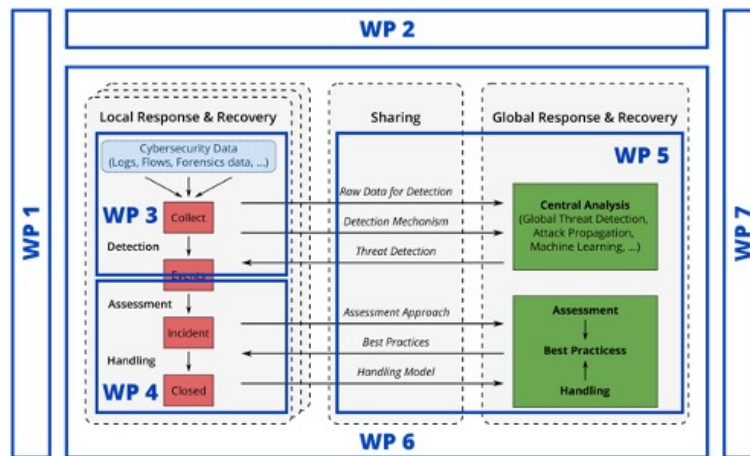 WP 1
WP 2
WP 7
Local Response & Recovery
Sharing
Global Response & Recovery
Cybersecurity Data
(Logs, Flows, Forensics data, ...)
WP 5
WP 3
Collect
Raw Data for Detection
Central Analysis
(Global Threat Detection,
Attack Propagation,
Machine Learning, ...)
Detection Mechanism
Detection
Threat Detection
Events
Assessment
Incident
Assessment Approach
Assessment
Best Practices
Best Practicess
Handling
WP 4
Closed
Handling Model
Handling
WP 6